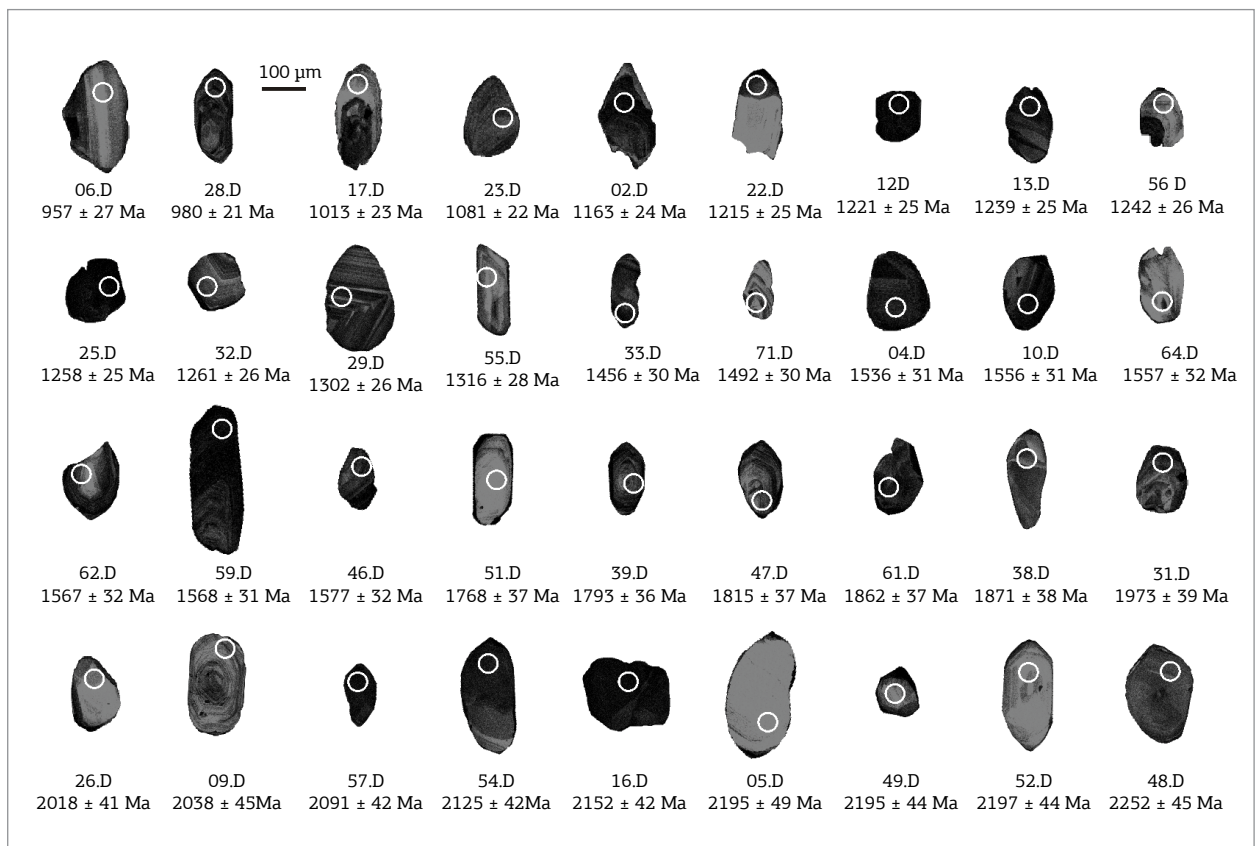 100 µm
06.D
957 ± 27 Ma
28.D
980 ± 21 Ma
17.D
1013 ± 23 Ma
23.D
1081 ± 22 Ma
02.D
1163 ± 24 Ma
22.D
1215 ± 25 Ma
12D
1221 ± 25 Ma
13.D
1239 ± 25 Ma
56 D
1242 ± 26 Ma
25.D
1258 ± 25 Ma
32.D
1261 ± 26 Ma
29.D
1302 ± 26 Ma
55.D
1316 ± 28 Ma
33.D
1456 ± 30 Ma
71.D
1492 ± 30 Ma
04.D
1536 ± 31 Ma
10.D
1556 ± 31 Ma
64.D
1557 ± 32 Ma
62.D
1567 ± 32 Ma
59.D
1568 ± 31 Ma
46.D
1577 ± 32 Ma
51.D
1768 ± 37 Ma
39.D
1793 ± 36 Ma
47.D
1815 ± 37 Ma
61.D
1862 ± 37 Ma
38.D
1871 ± 38 Ma
31.D
1973 ± 39 Ma
26.D
2018 ± 41 Ma
09.D
2038 ± 45Ma
57.D
2091 ± 42 Ma
54.D
2125 ± 42Ma
16.D
2152 ± 42 Ma
05.D
2195 ± 49 Ma
49.D
2195 ± 44 Ma
52.D
2197 ± 44 Ma
48.D
2252 ± 45 Ma